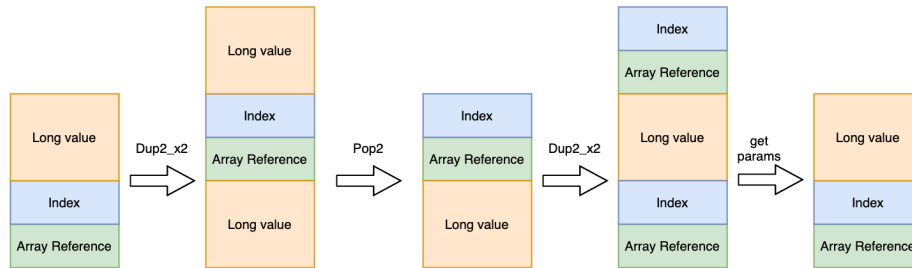 Long value
Index
Array Reference
Dup2_x2
Long value
Index
Array Reference
Long value
Pop2
Index
Array Reference
Long value
Dup2_x2
Index
Array Reference
Long value
Index
Array Reference
get
params
Long value
Index
Array Reference